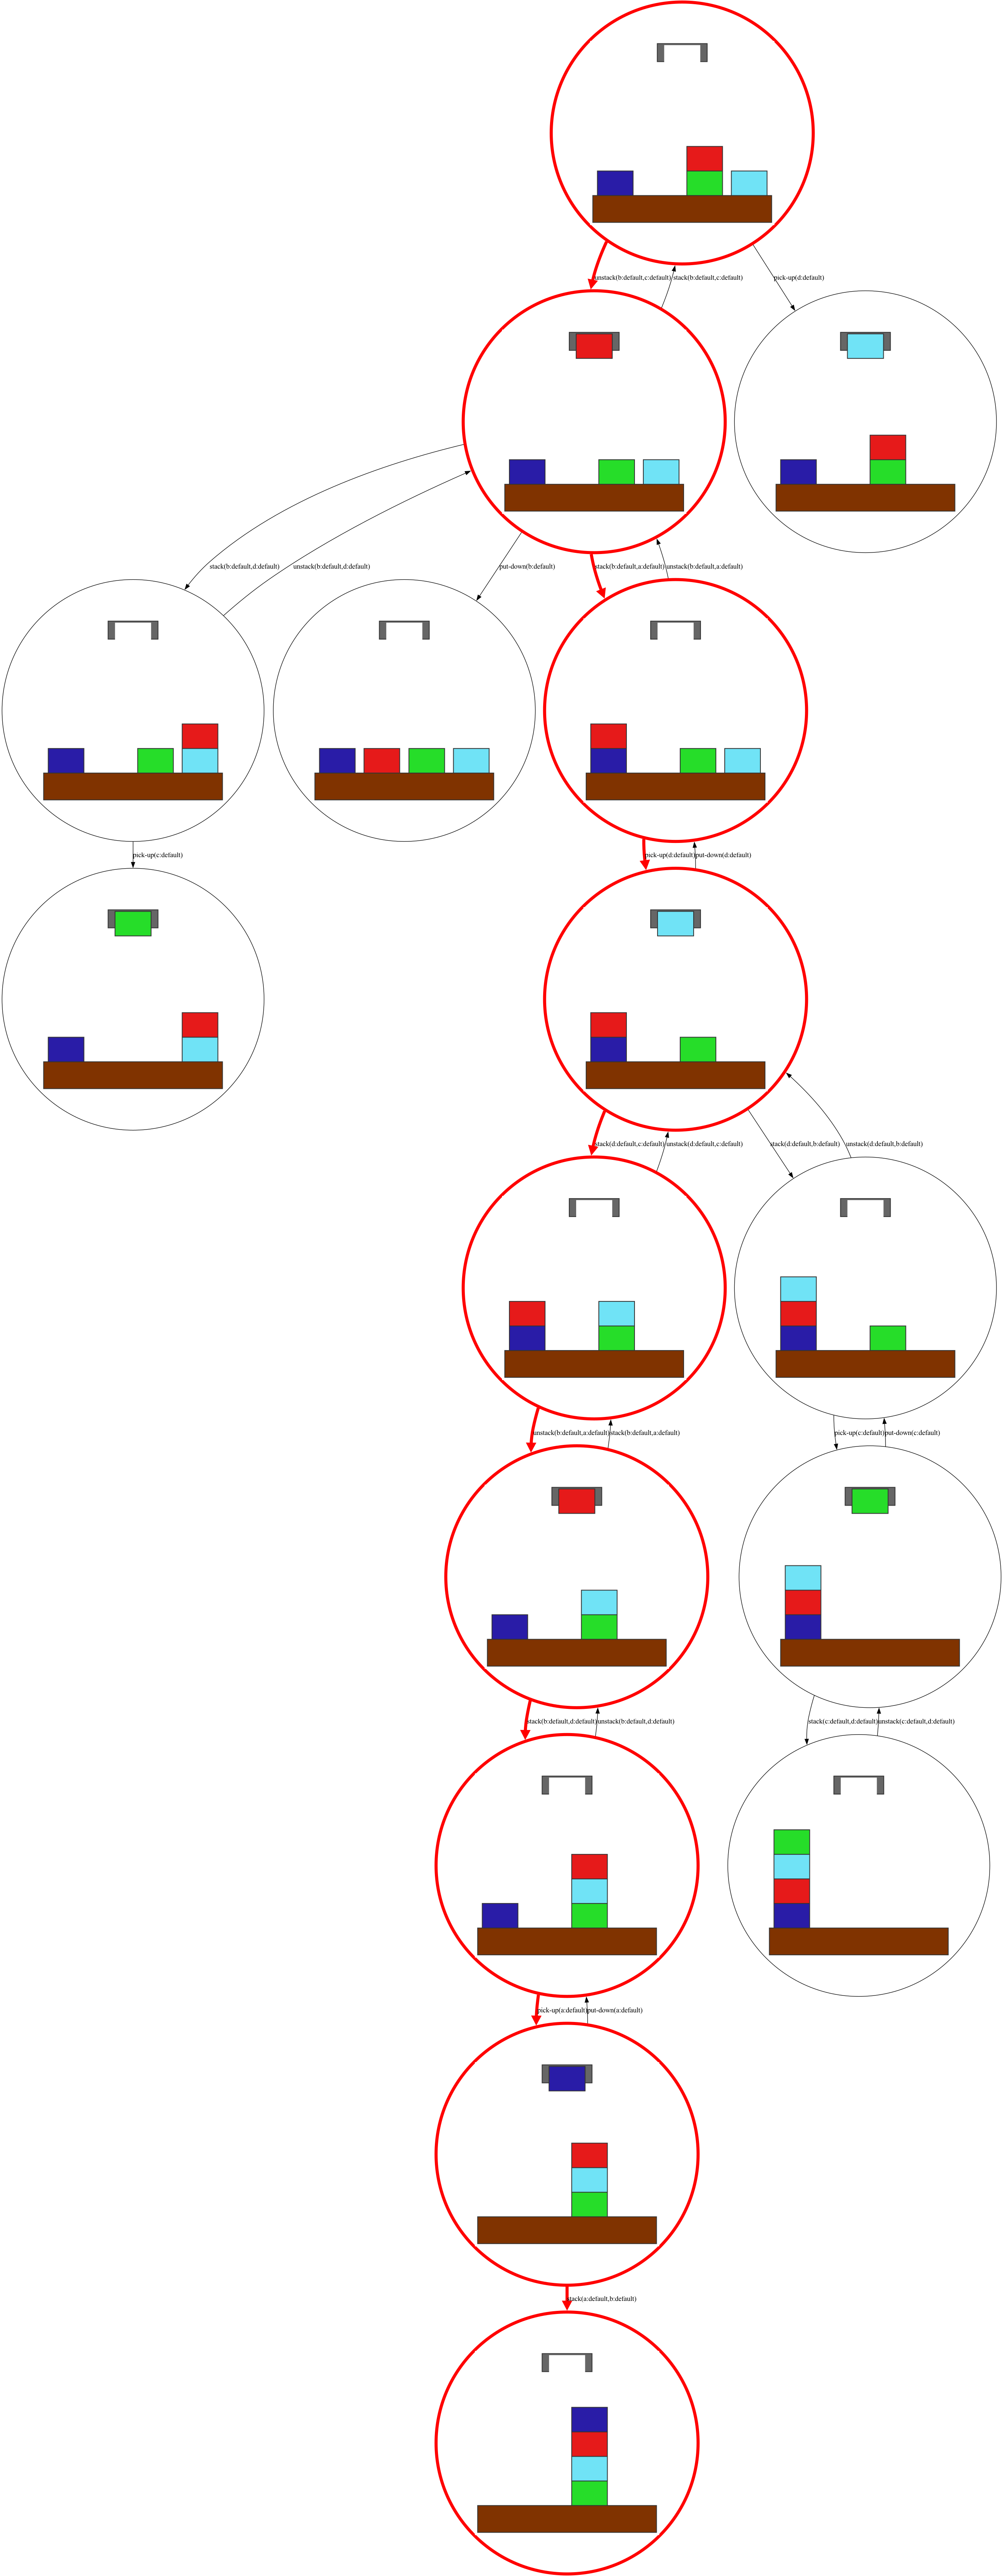 unstack(b:default,c:default)
stack(b:default,c:default)
pick-up(d:default)
stack(b:default,d:default)
unstack(b:default,d:default)
put-down(b:default)
stack(b:default,a:default)
unstack(b:default,a:default)
pick-up(c:default)
pick-up(d:default)
put-down(d:default)
stack(d:default,c:default)
unstack(d:default,c:default)
stack(d:default,b:default)
unstack(d:default,b:default)
unstack(b:default,a:default)
stack(b:default,a:default)
pick-up(c:default)
put-down(c:default)
stack(b:default,d:default)
unstack(b:default,d:default)
stack(c:default,d:default)
unstack(c:default,d:default)
pick-up(a:default)
put-down(a:default)
stack(a:default,b:default)